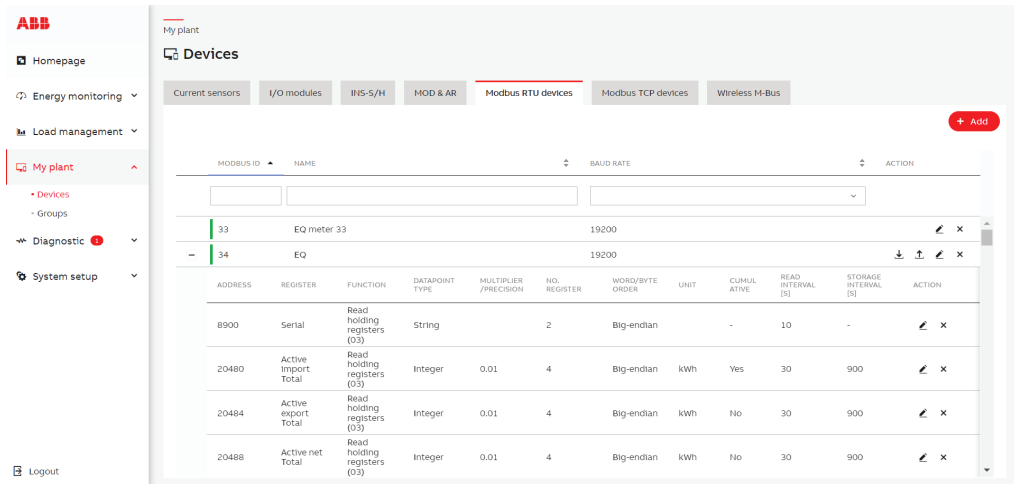 ABB
Homepage
Energy monitoring
Load management
My plant
• Devices
- Groups
Diagnostic 1
System setup
Logout
My plant
Devices
Current sensors I/O modules INS-S/H MOD & AR Modbus RTU devices Modbus TCP devices Wireless M-Bus
+ Add
MODBUS ID NAME BAUD RATE ACTION
33 EQ meter 33 19200
34 EQ 19200
ADDRESS REGISTER FUNCTION DATAPOINT TYPE MULTIPLIER /PRECISION NO. REGISTER WORD/BYTE ORDER UNIT CUMUL ATIVE READ INTERVAL [S] STORAGE INTERVAL [S] ACTION
8900 Serial Read holding registers (03) String 2 Big-endian - 10 -
20480 Active import Total Read holding registers (03) Integer 0.01 4 Big-endian kWh Yes 30 900
20484 Active export Total Read holding registers (03) Integer 0.01 4 Big-endian kWh No 30 900
20488 Active net Total Read holding registers (03) Integer 0.01 4 Big-endian kWh No 30 900